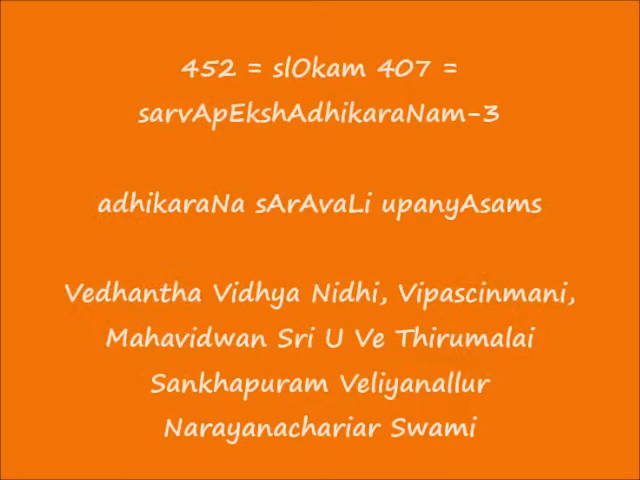 452 = slOkam 407 =
sarvApEkshAdhikaraNam-3
adhikaraNa sArAvaLi upanyAsams
Vedhantha Vidhya Nidhi, Vipascinmani,
Mahavidwan Sri U Ve Thirumalai
Sankhapuram Veliyanallur
Narayanachariar Swami